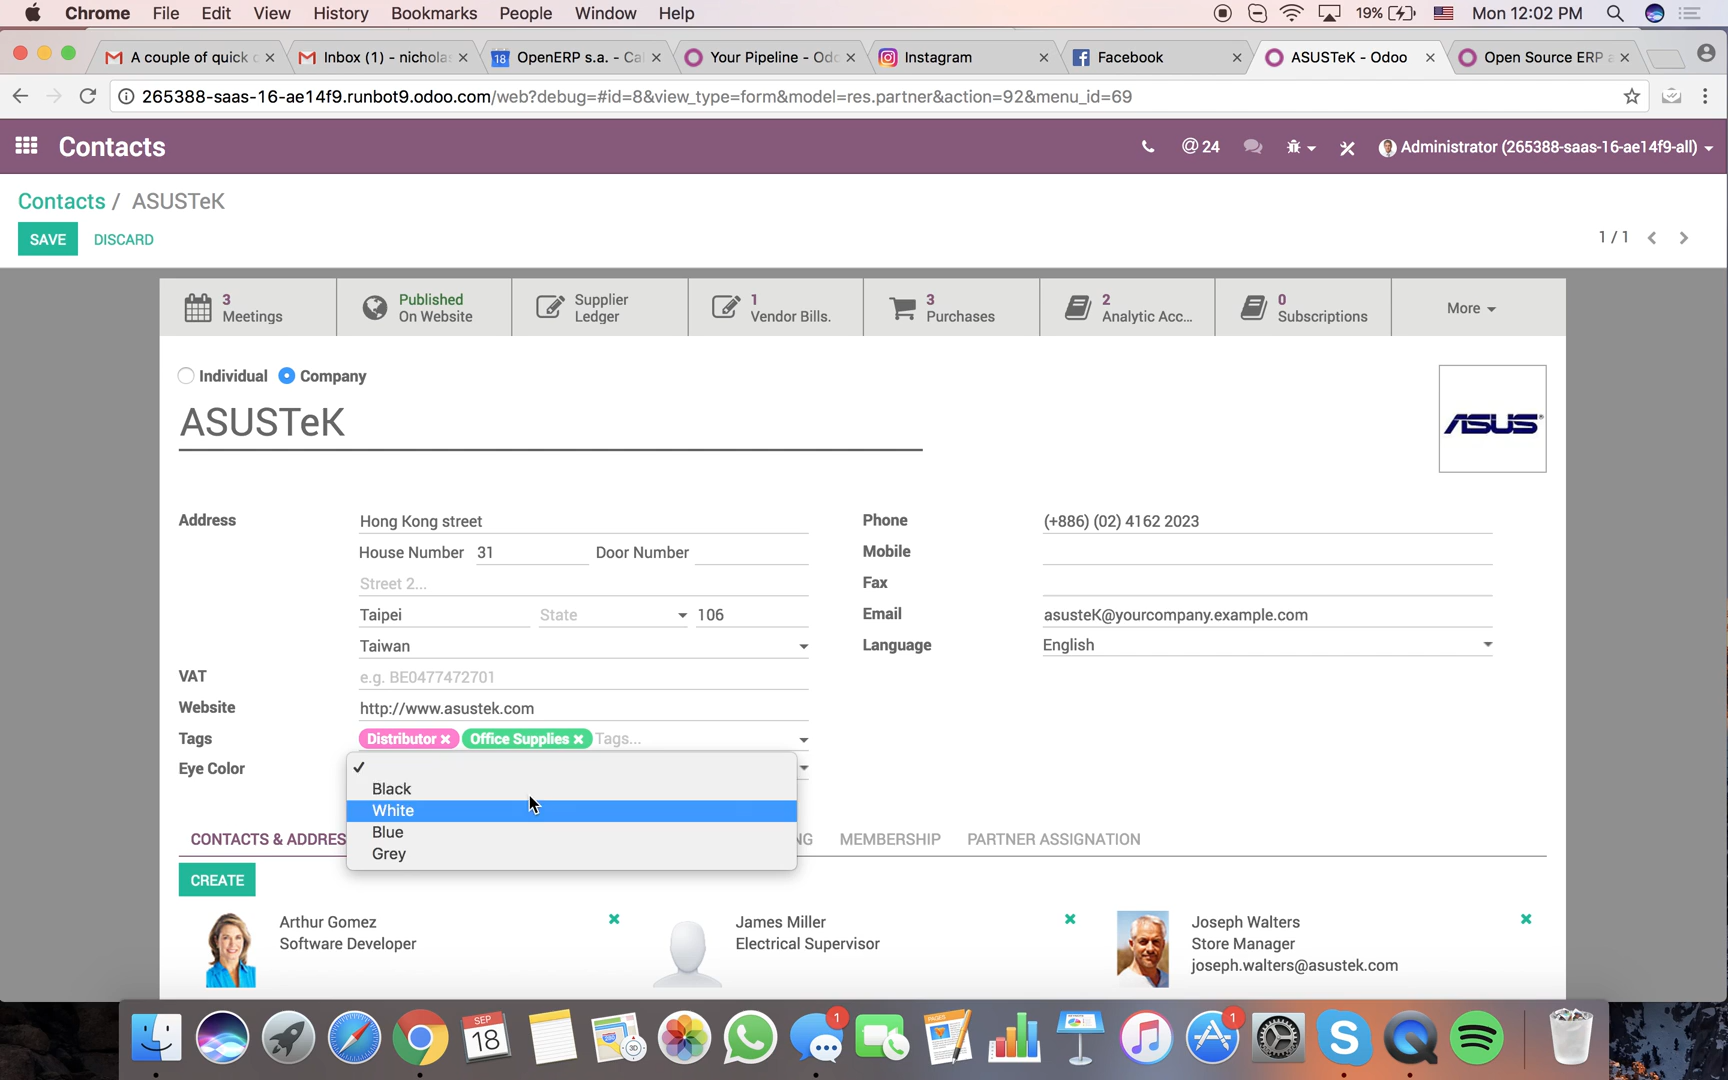 Chrome File Edit View History Bookmarks People Window Help 19% Mon 12:02 PM
A couple of quick Inbox (1) - nichola OpenERP s.a. - Ca Your Pipeline - Odo Instagram Facebook ASUSTeK - Odoo Open Source ERP a
265388-saas-16-ae14f9.runbot9.odoo.com/web?debug=#id=8&view_type=form&model=res.partner&action=92&menu_id=69
Contacts @ 24 Administrator (265388-saas-16-ae14f9-all)
Contacts / ASUSTeK
SAVE DISCARD 1 / 1
3 Meetings
Published On Website
Supplier Ledger
1 Vendor Bills.
3 Purchases
2 Analytic Acc...
0 Subscriptions
More
Individual Company
ASUSTeK
ASUS
Address Hong Kong street Phone (+886) (02) 4162 2023
House Number 31 Door Number Mobile
Street 2... Fax
Taipei State 106 Email asusteK@yourcompany.example.com
Taiwan Language English
VAT e.g. BE0477472701
Website http://www.asustek.com
Tags Distributor × Office Supplies × Tags...
Eye Color ✓
Black
White
Blue
Grey
CONTACTS & ADDRES NG MEMBERSHIP PARTNER ASSIGNATION
CREATE
Arthur Gomez
Software Developer
James Miller
Electrical Supervisor
Joseph Walters
Store Manager
joseph.walters@asustek.com
SEP 18
1
PAGES
1
3D